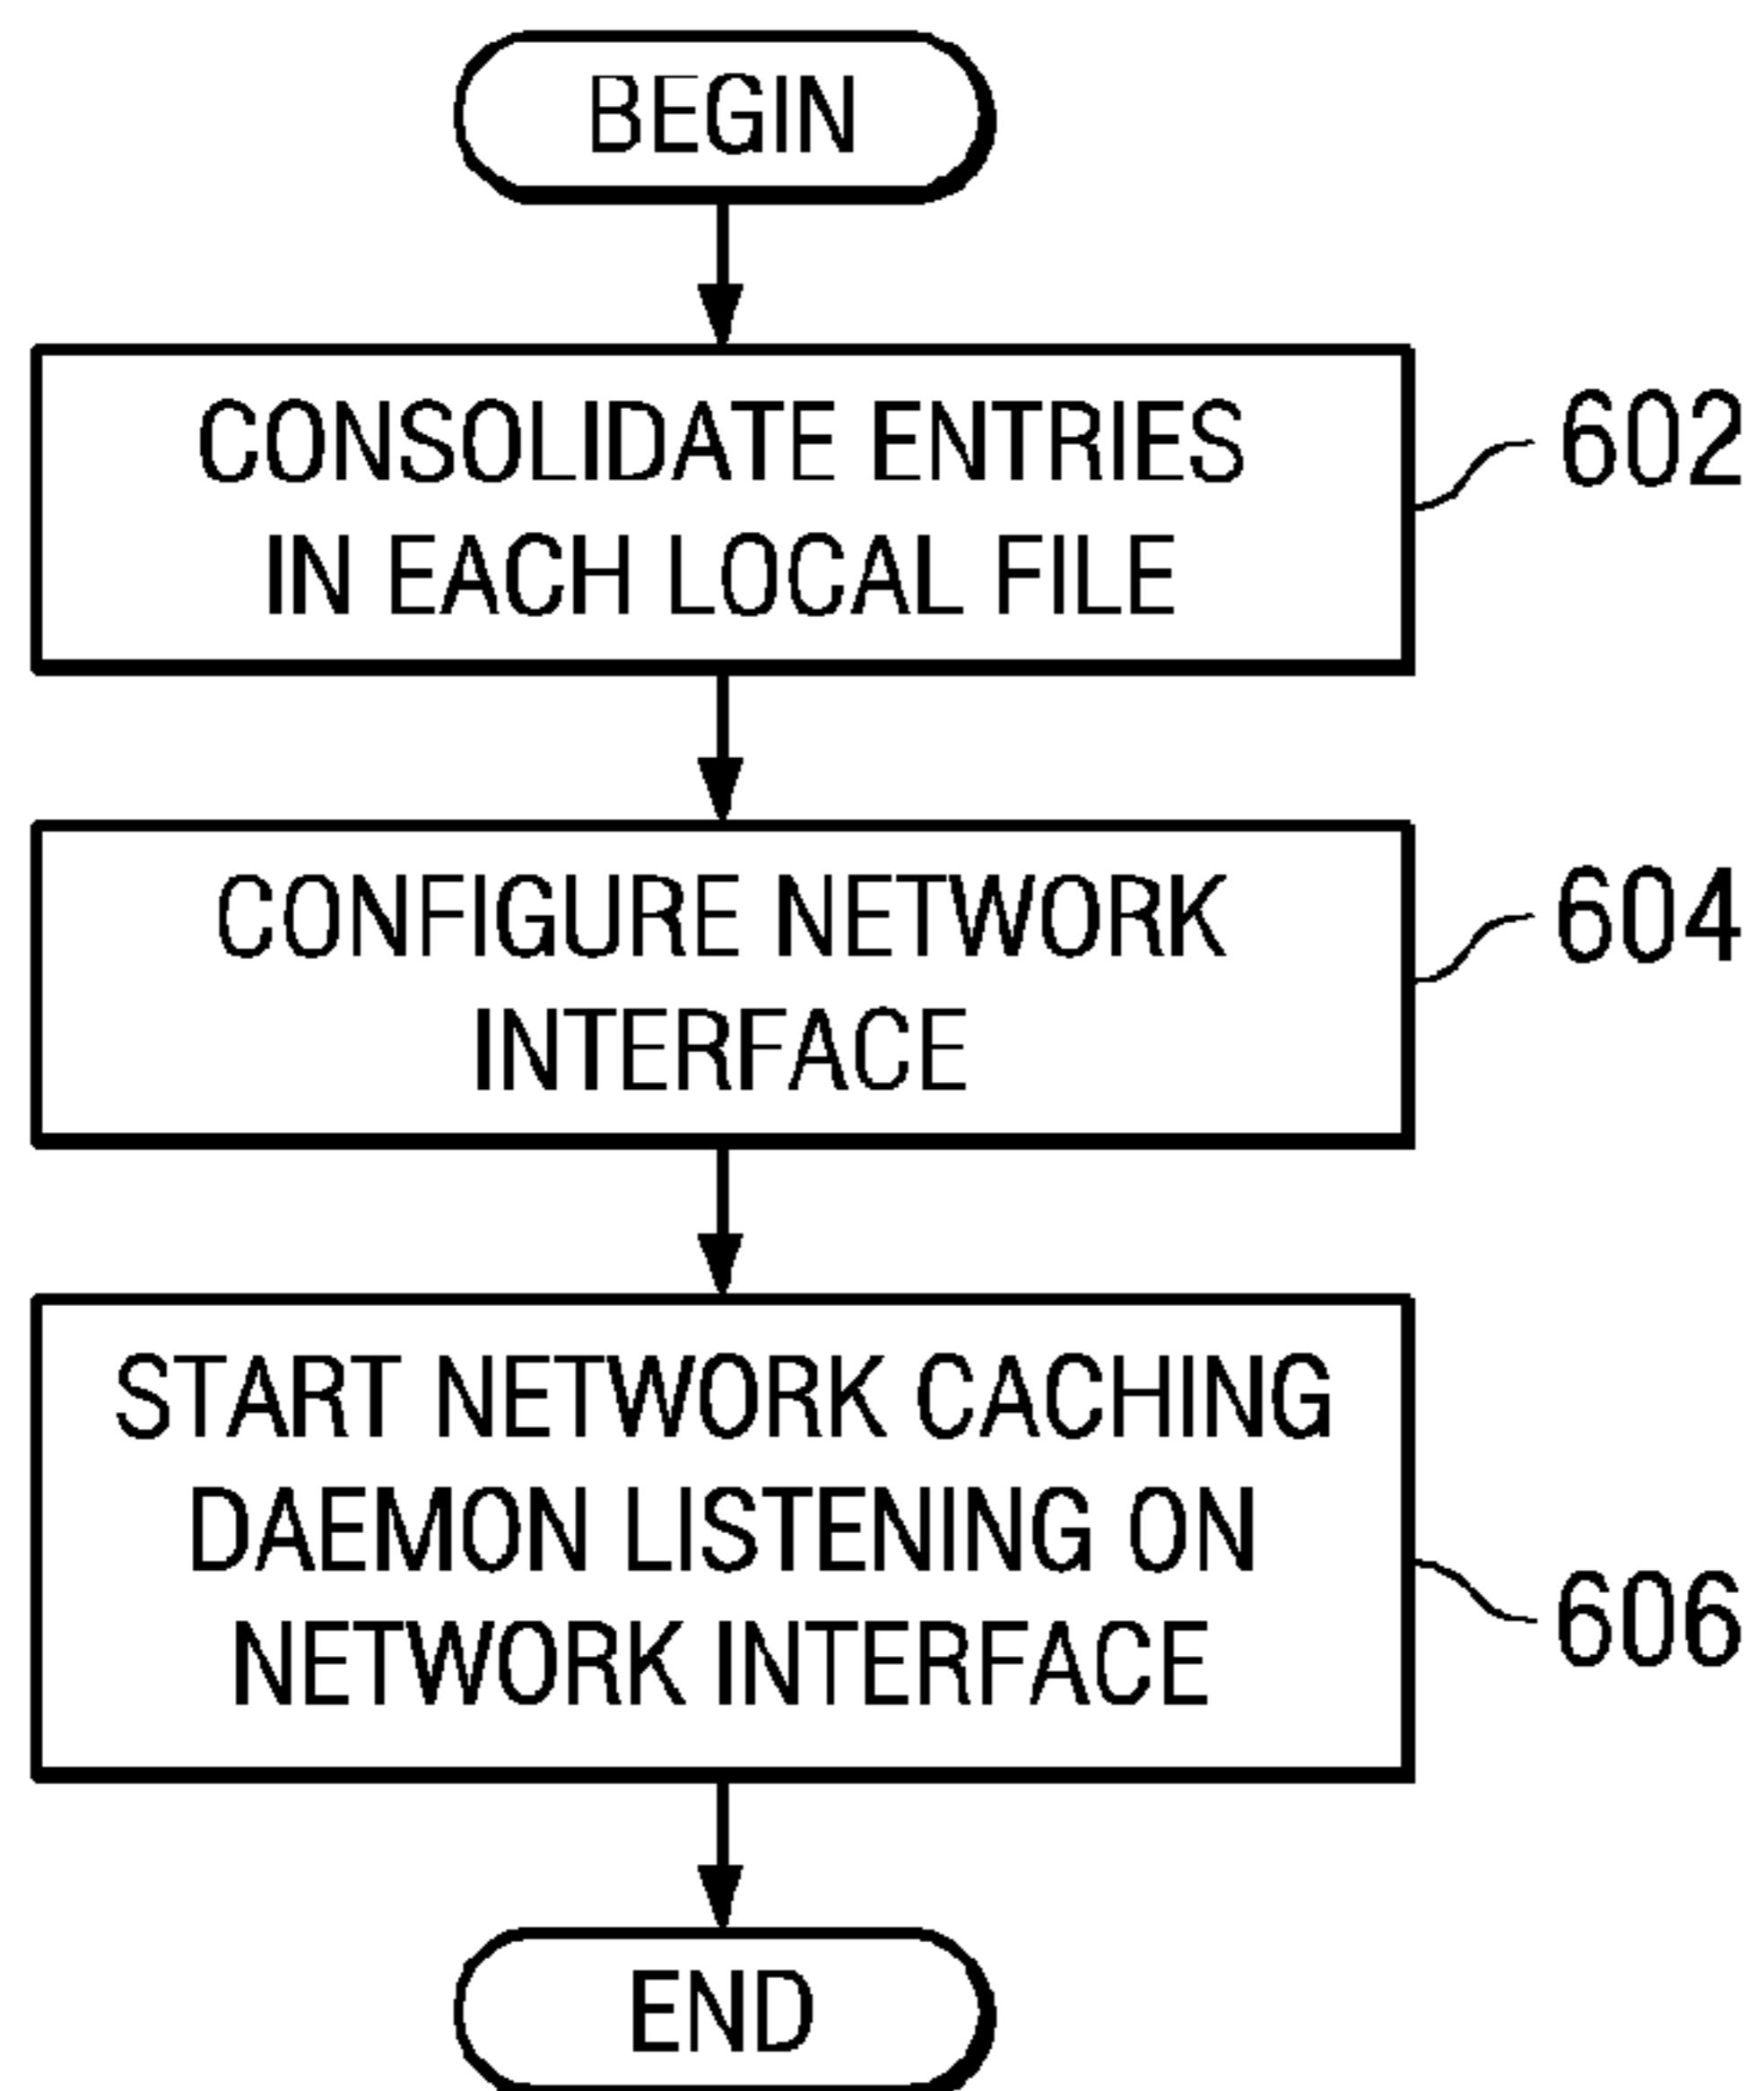 BEGIN
CONSOLIDATE ENTRIES
IN EACH LOCAL FILE
602
CONFIGURE NETWORK
INTERFACE
604
START NETWORK CACHING
DAEMON LISTENING ON
NETWORK INTERFACE
606
END